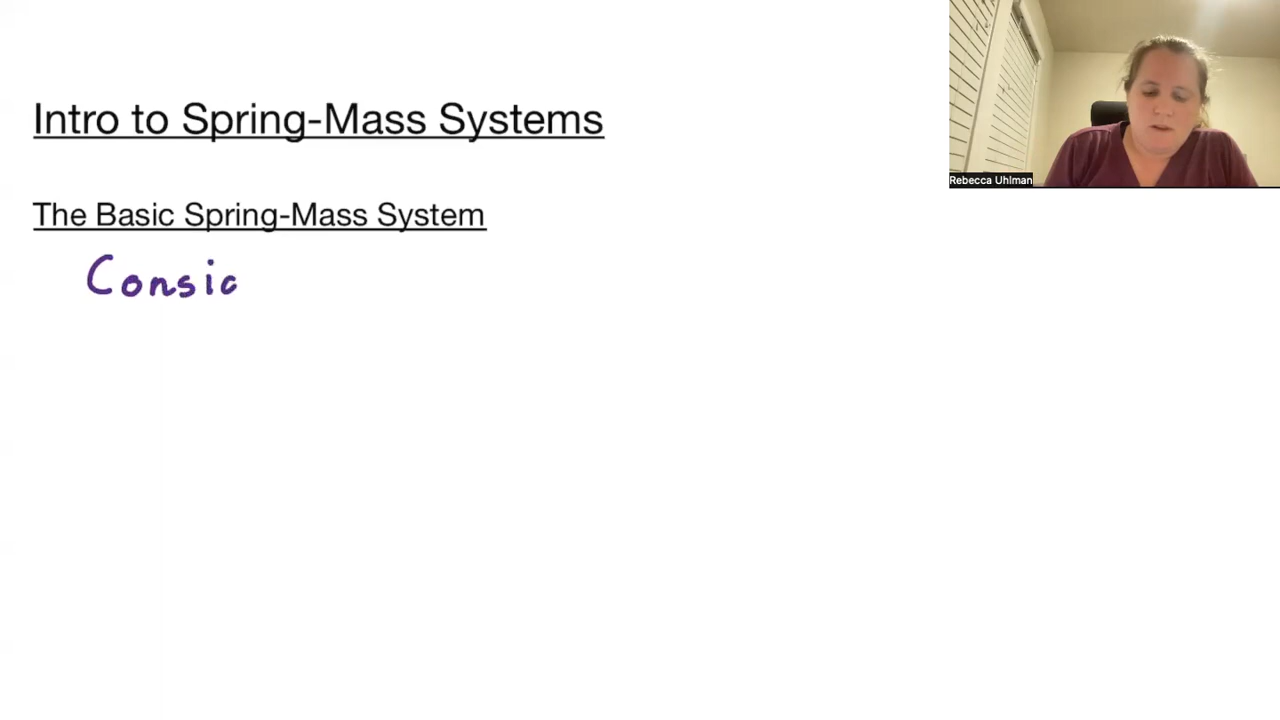 Intro to Spring-Mass Systems
Rebecca Uhlman
The Basic Spring-Mass System
Consic